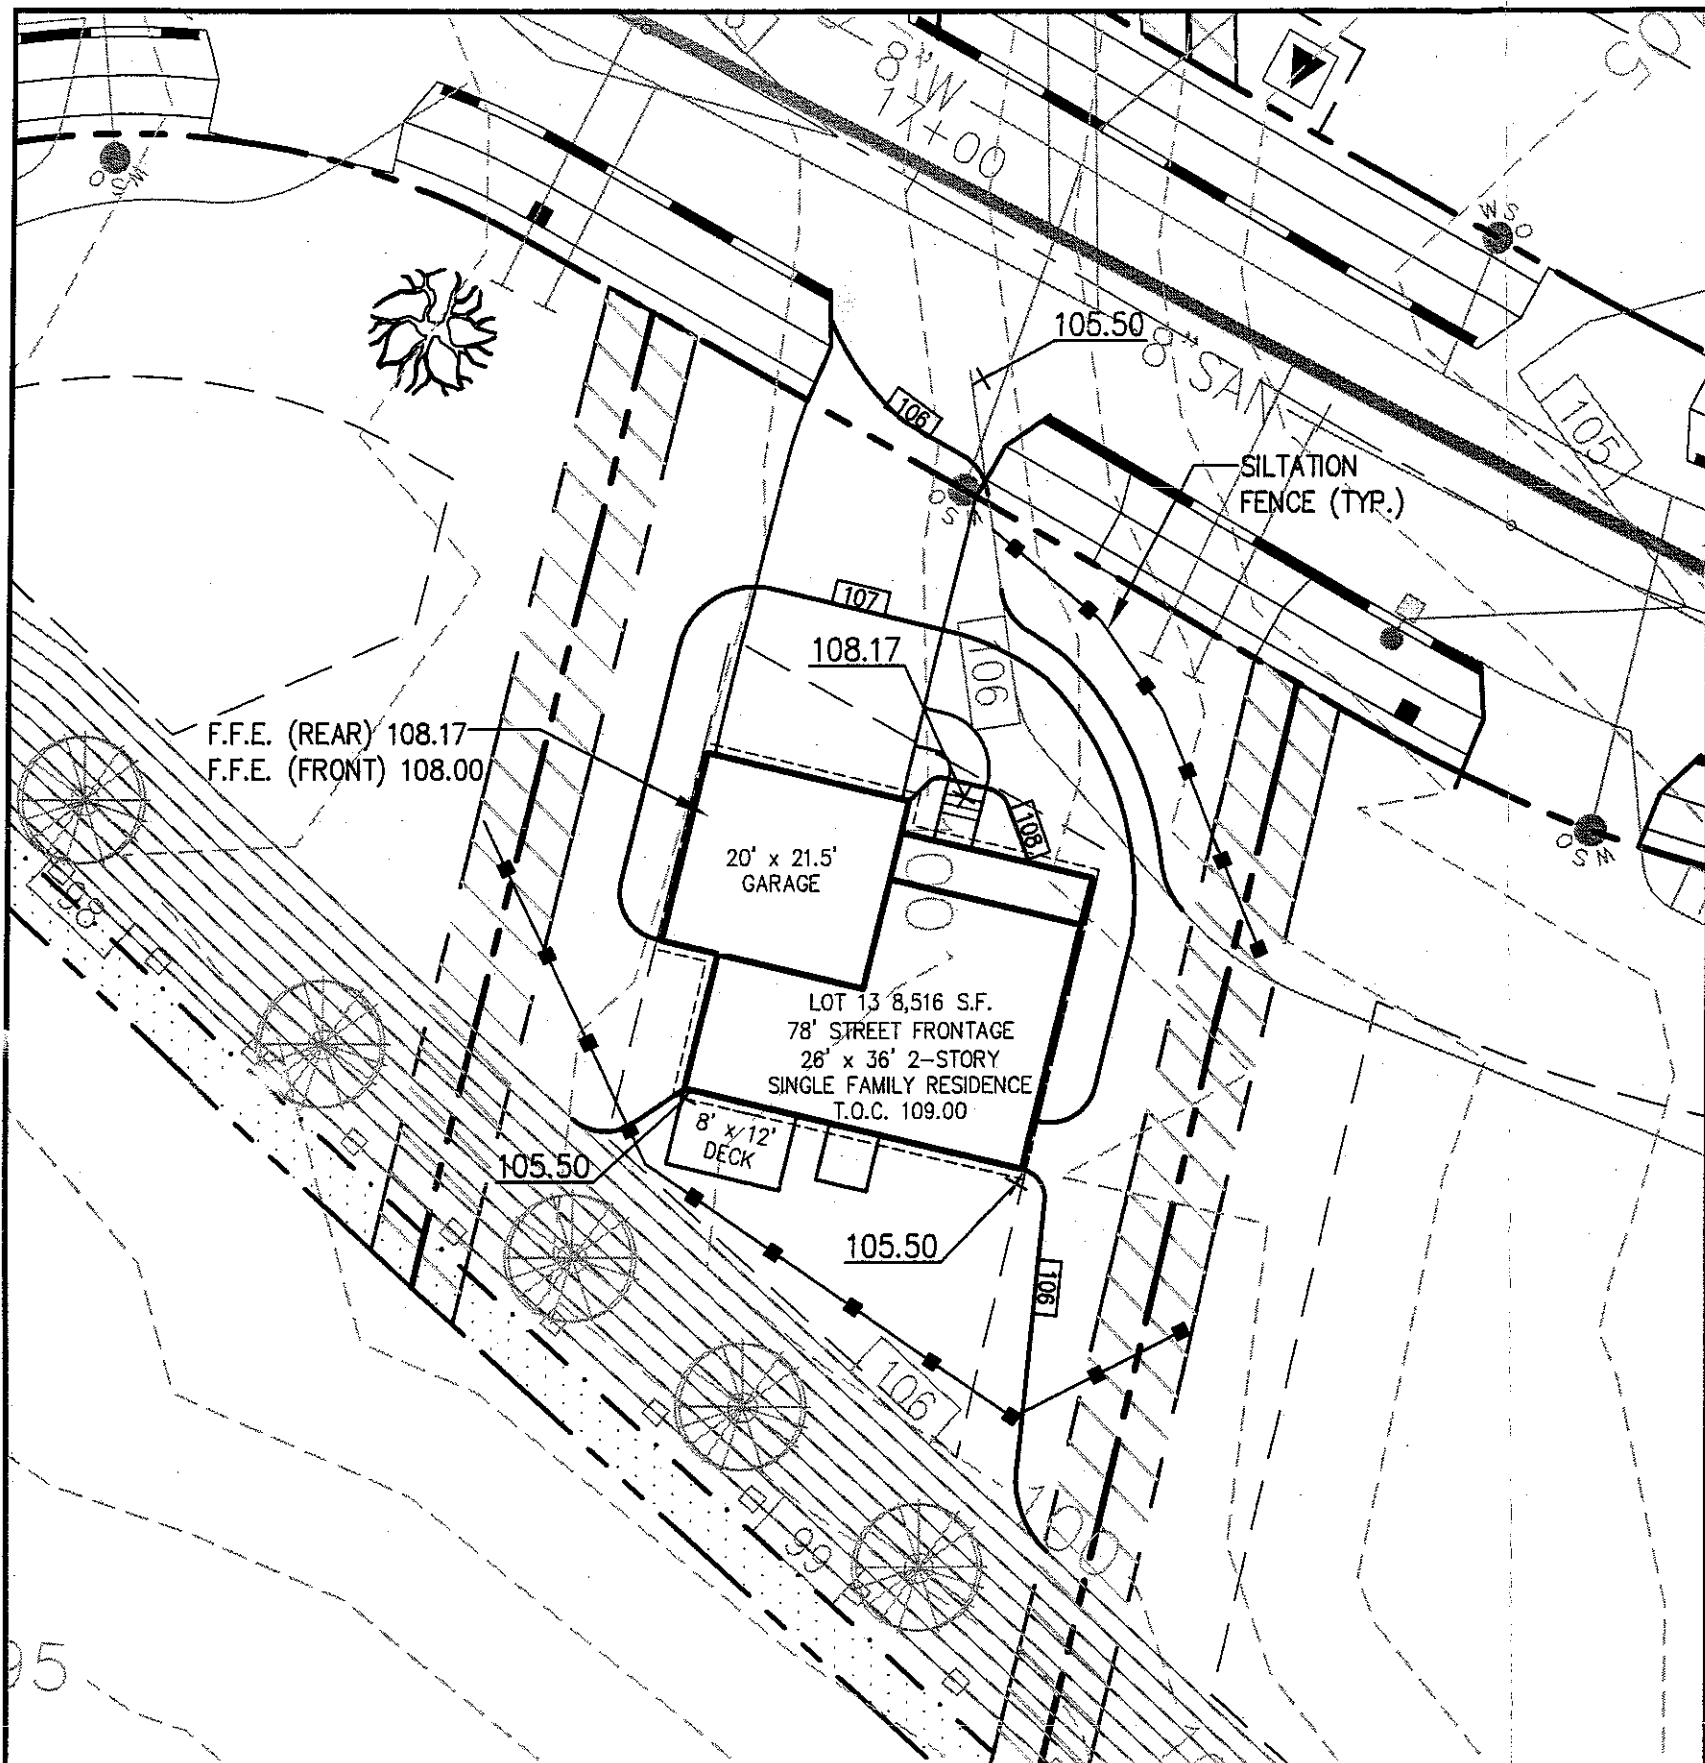 8"W
17+00
W S O
W S O
105.50
8"SAN
106
105
SILTATION
FENCE (TYP.)
O S W
107
108.17
106
F.F.E. (REAR) 108.17
F.F.E. (FRONT) 108.00
108
20' x 21.5'
GARAGE
W S O
98
LOT 13 8,516 S.F.
78' STREET FRONTAGE
26' x 36' 2-STORY
SINGLE FAMILY RESIDENCE
T.O.C. 109.00
8' x 12'
DECK
105.50
105.50
106
106
100
99
95